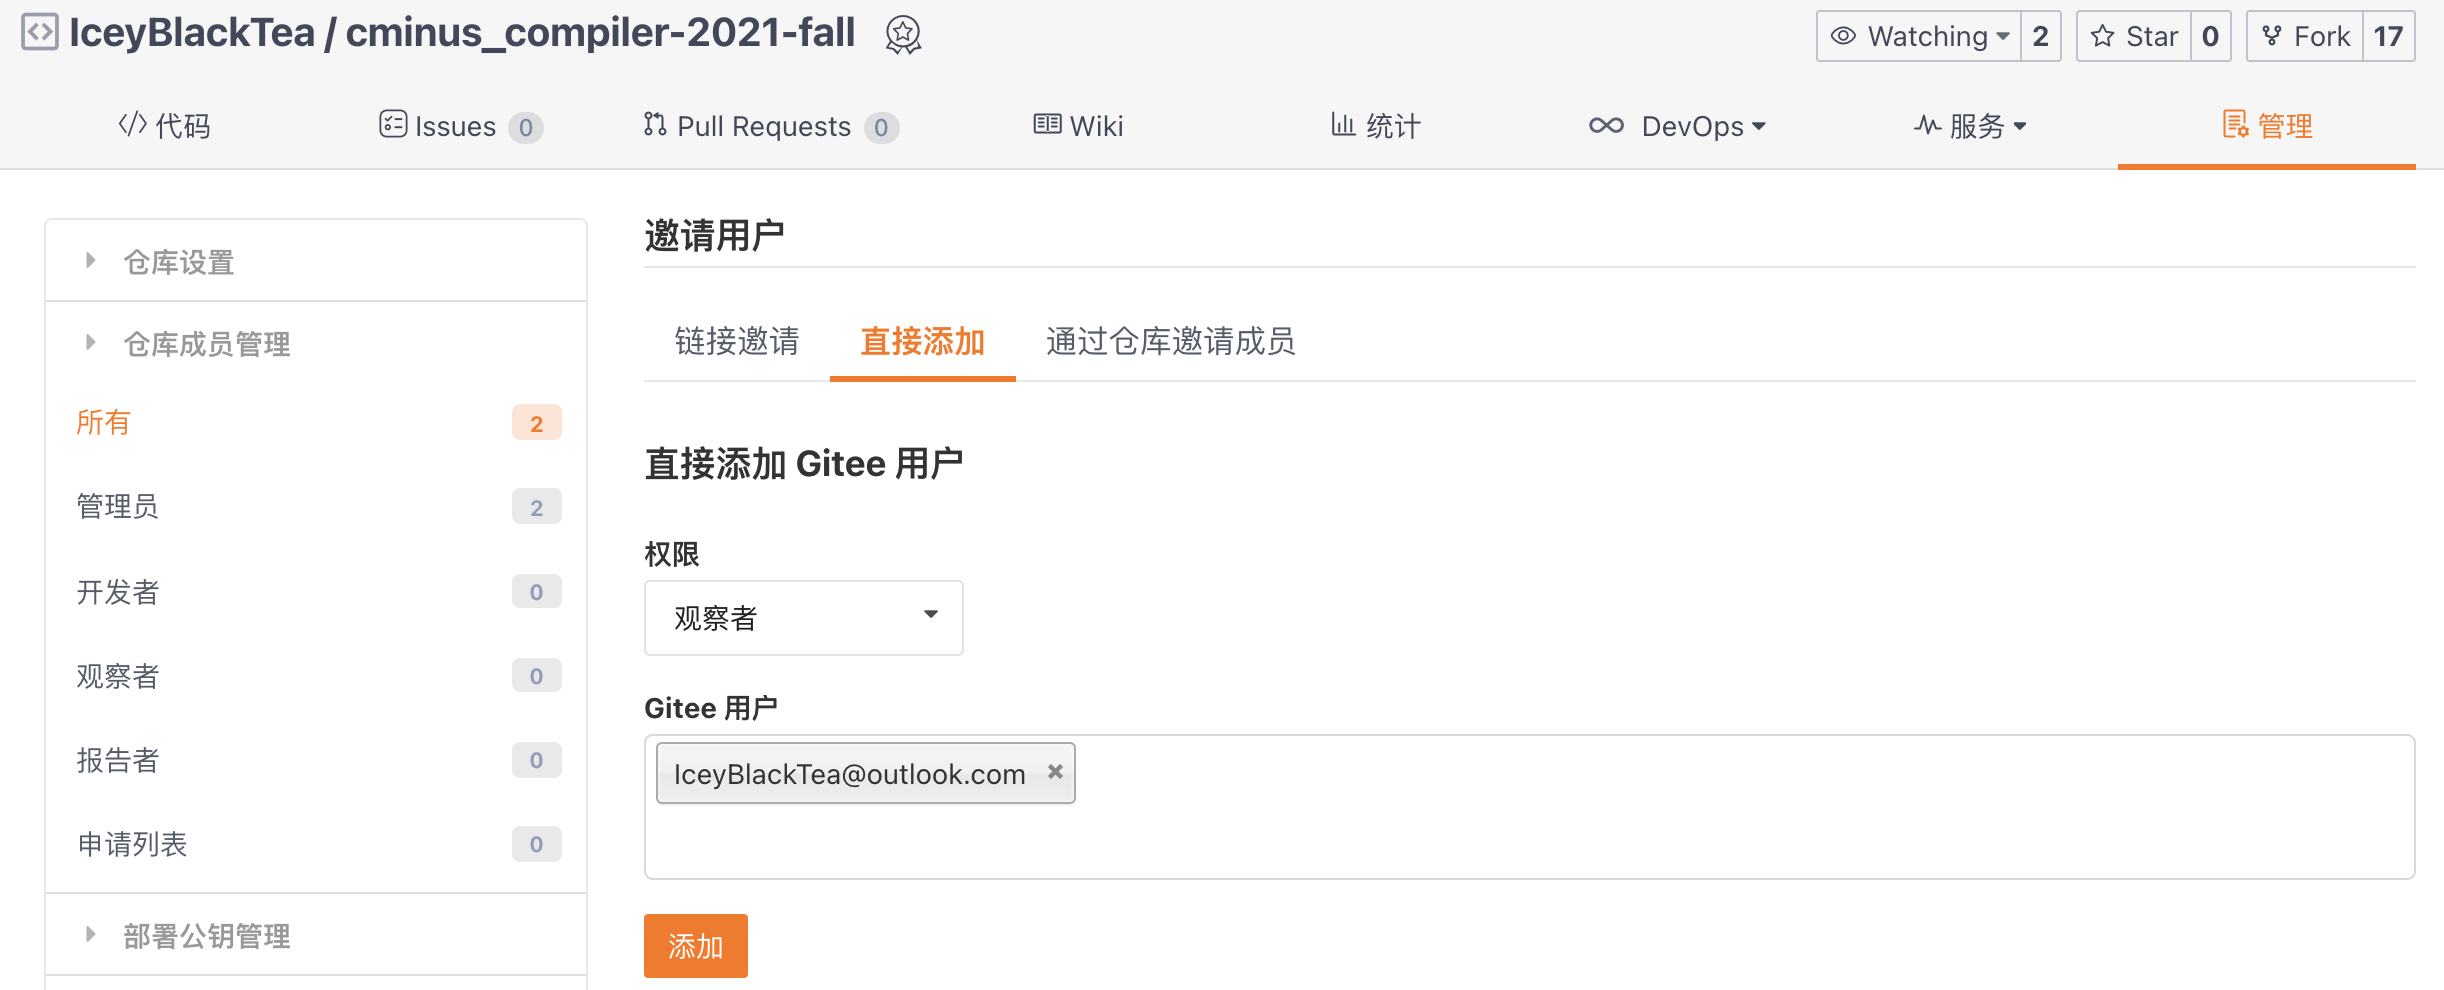 IceyBlackTea / cminus_compiler-2021-fall
Watching 2 Star 0 Fork 17
代码 Issues 0 Pull Requests 0 Wiki 统计 DevOps 服务 管理
仓库设置
仓库成员管理
所有 2
管理员 2
开发者 0
观察者 0
报告者 0
申请列表 0
部署公钥管理
邀请用户
链接邀请 直接添加 通过仓库邀请成员
直接添加 Gitee 用户
权限
观察者
Gitee 用户
IceyBlackTea@outlook.com ×
添加